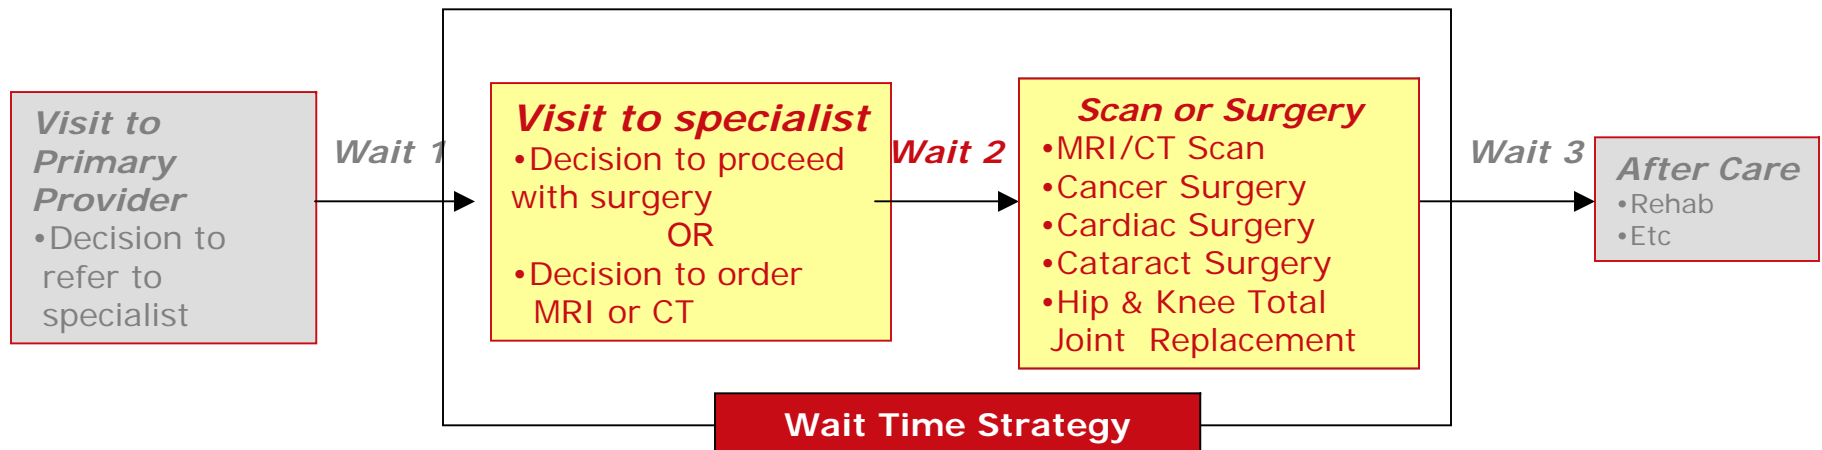 Visit to
Primary
Provider
•Decision to
refer to
specialist
Wait 1
Visit to specialist
•Decision to proceed
with surgery
OR
•Decision to order
MRI or CT
Wait 2
Scan or Surgery
•MRI/CT Scan
•Cancer Surgery
•Cardiac Surgery
•Cataract Surgery
•Hip & Knee Total
Joint Replacement
Wait 3
After Care
•Rehab
•Etc
Wait Time Strategy